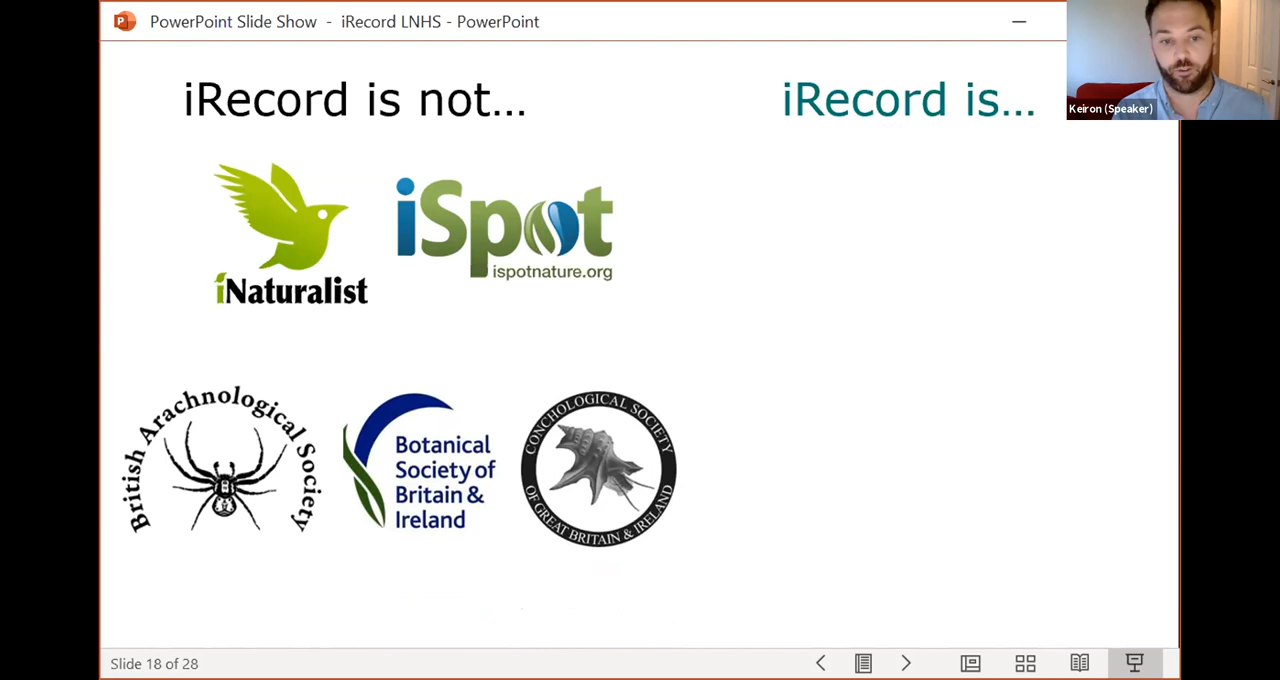 PowerPoint Slide Show - iRecord LNHS - PowerPoint
Keiron (Speaker)
iRecord is not...
iRecord is...
iNaturalist
iSpot
ispotnature.org
British Arachnological Society
Botanical
Society of
Britain &
Ireland
CONCHOLOGICAL SOCIETY
OF GREAT BRITAIN & IRELAND
Slide 18 of 28